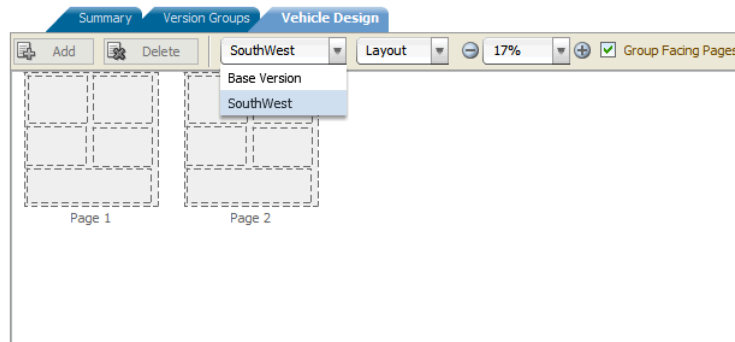 Summary Version Groups Vehicle Design
Add Delete SouthWest Layout 17% Group Facing Pages
Base Version
SouthWest
Page 1 Page 2